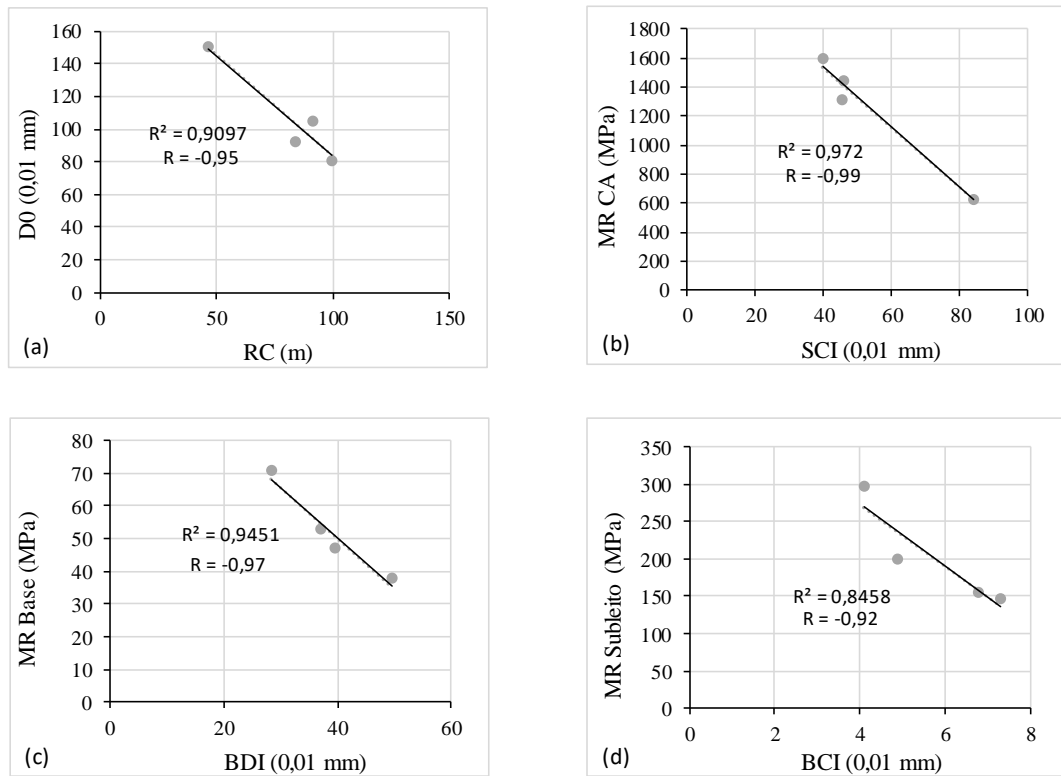 160
140
120
100
80
60
40
20
0
D0 (0,01 mm)
R² = 0,9097
R = -0,95
0 50 100 150
(a) RC (m)
1800
1600
1400
1200
1000
800
600
400
200
0
MR CA (MPa)
R² = 0,972
R = -0,99
0 20 40 60 80 100
(b) SCI (0,01 mm)
80
70
60
50
40
30
20
10
0
MR Base (MPa)
R² = 0,9451
R = -0,97
0 20 40 60
(c) BDI (0,01 mm)
350
300
250
200
150
100
50
0
MR Subleito (MPa)
R² = 0,8458
R = -0,92
0 2 4 6 8
(d) BCI (0,01 mm)